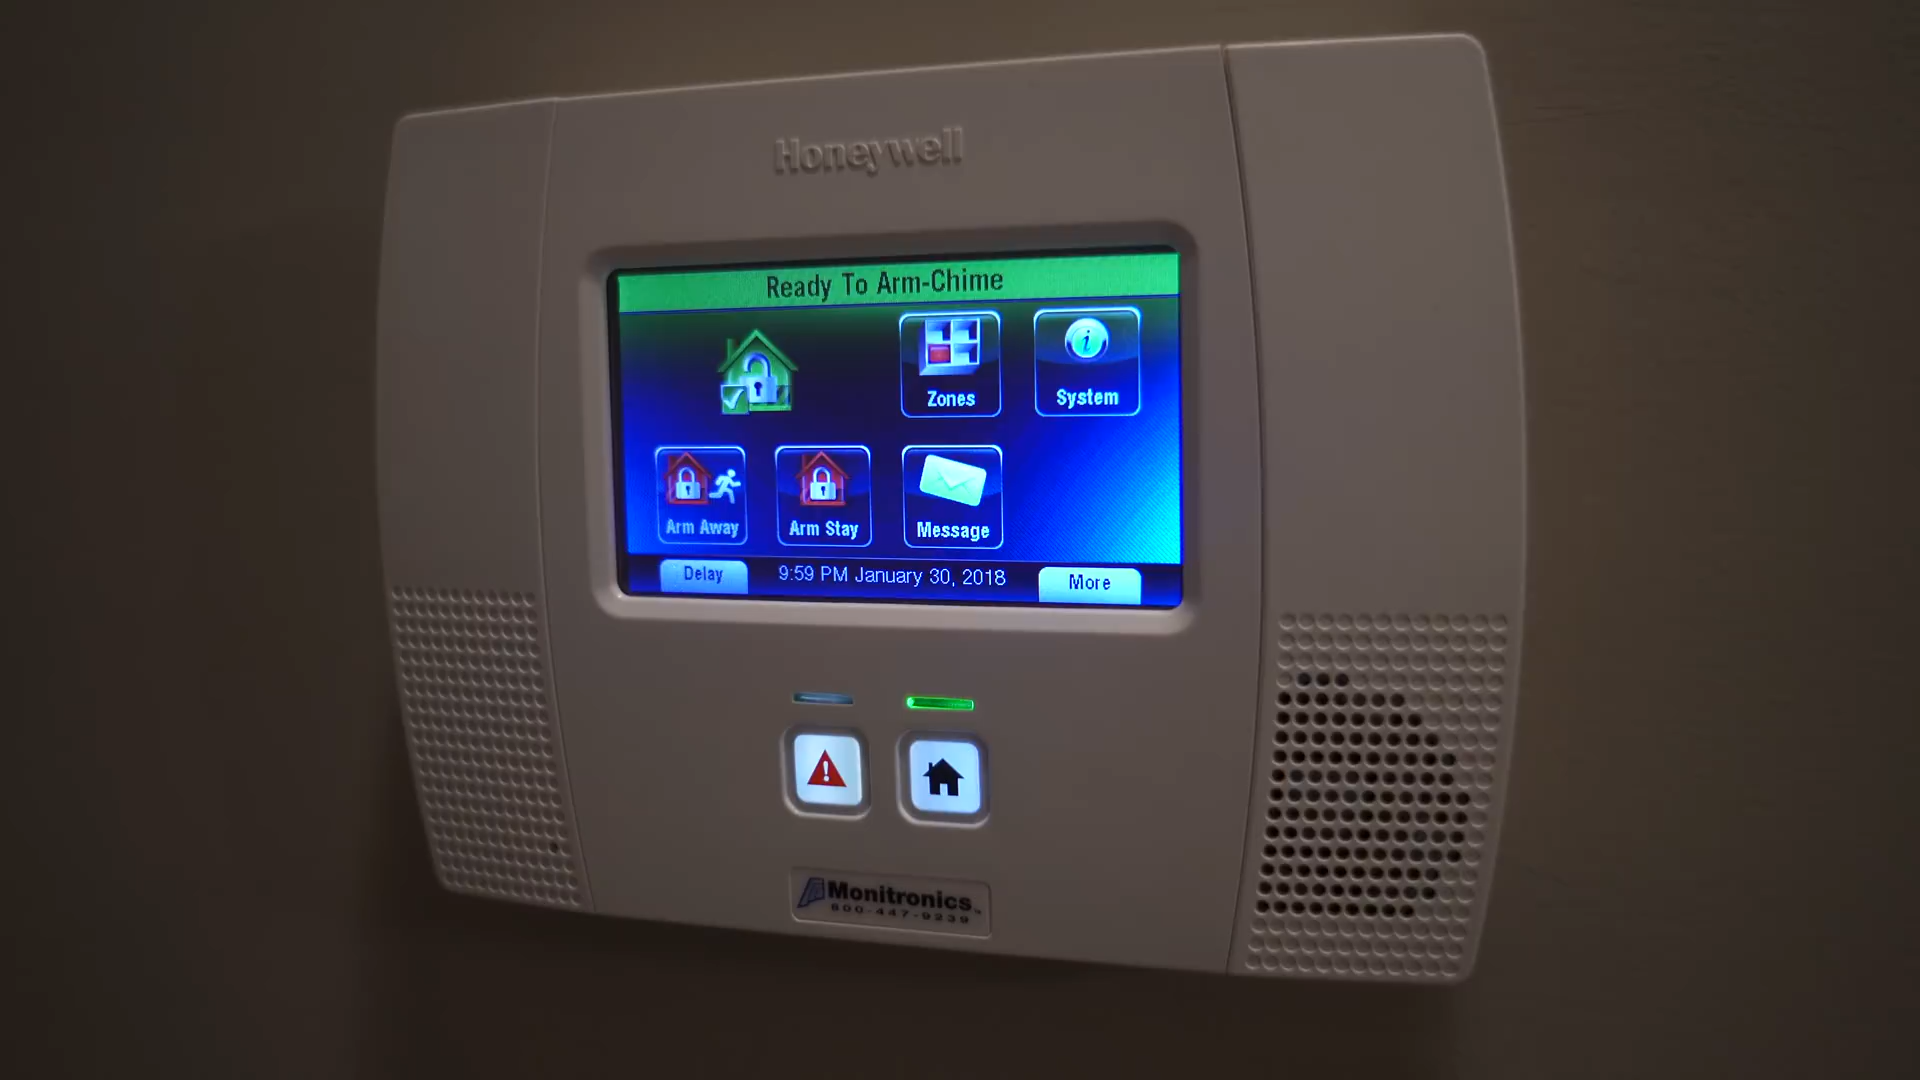 Honeywell
Ready To Arm-Chime
Zones
System
Arm Away
Arm Stay
Message
Delay
9:59 PM January 30, 2018
More
Monitronics
800-447-9239